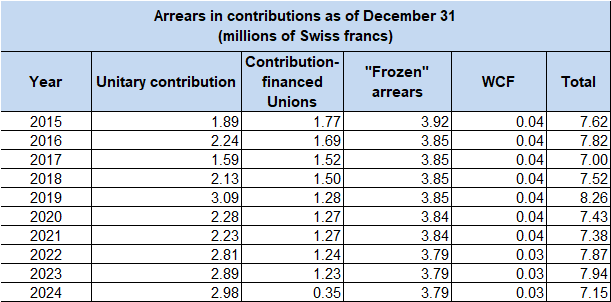 Arrears in contributions as of December 31
(millions of Swiss francs)
Year Unitary contribution Contribution-financed Unions "Frozen" arrears WCF Total
2015 1.89 1.77 3.92 0.04 7.62
2016 2.24 1.69 3.85 0.04 7.82
2017 1.59 1.52 3.85 0.04 7.00
2018 2.13 1.50 3.85 0.04 7.52
2019 3.09 1.28 3.85 0.04 8.26
2020 2.28 1.27 3.84 0.04 7.43
2021 2.23 1.27 3.84 0.04 7.38
2022 2.81 1.24 3.79 0.03 7.87
2023 2.89 1.23 3.79 0.03 7.94
2024 2.98 0.35 3.79 0.03 7.15